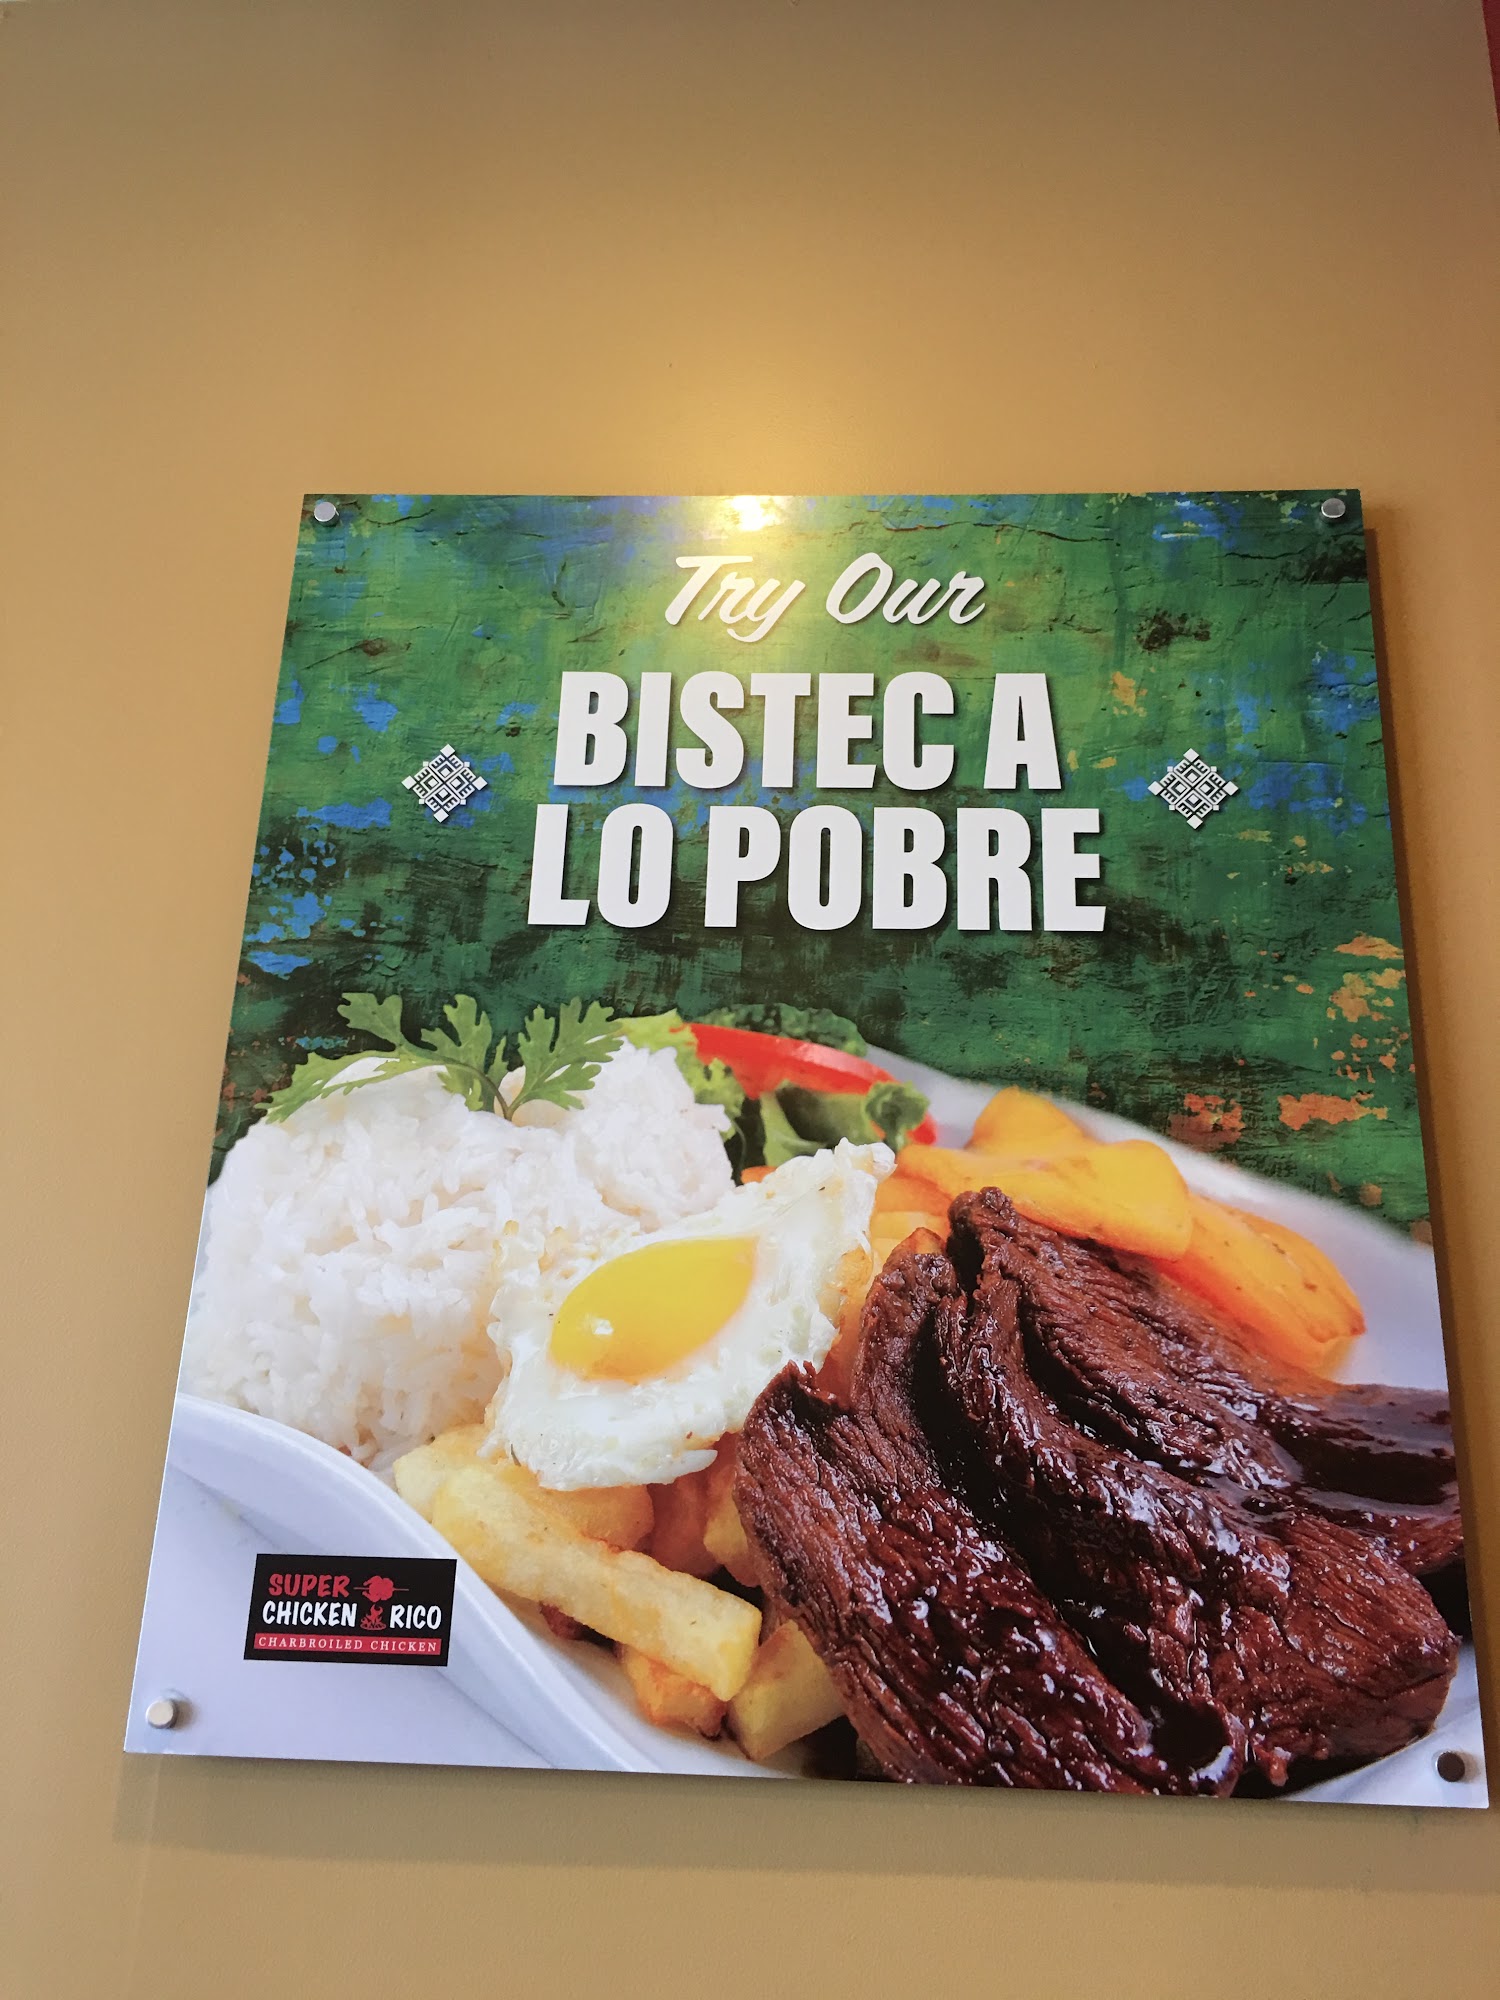 Try Our
BISTEC A
LO POBRE
SUPER
CHICKEN RICO
CHARBROILED CHICKEN